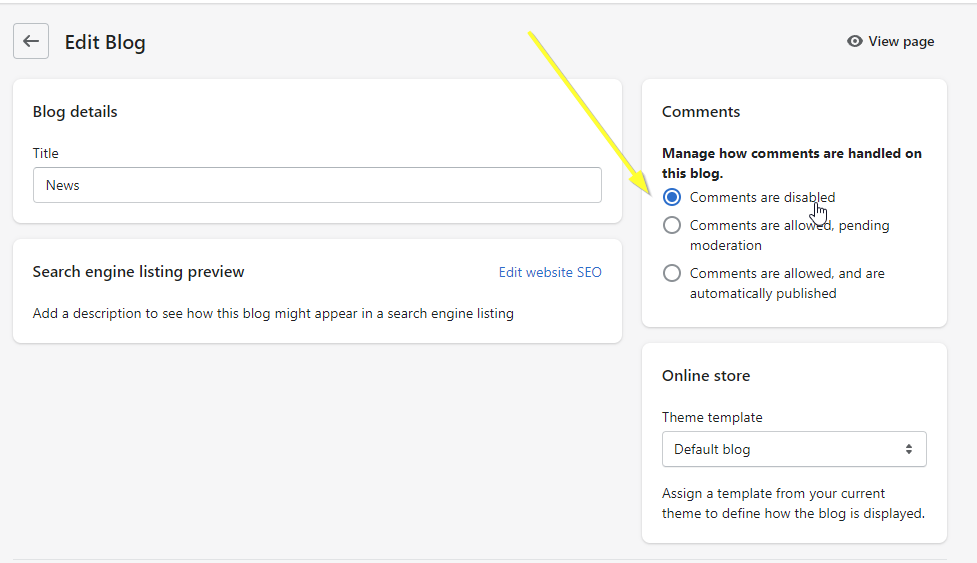 Edit Blog
View page
Blog details
Title
News
Search engine listing preview
Edit website SEO
Add a description to see how this blog might appear in a search engine listing
Comments
Manage how comments are handled on
this blog.
Comments are disabled
Comments are allowed, pending
moderation
Comments are allowed, and are
automatically published
Online store
Theme template
Default blog
Assign a template from your current
theme to define how the blog is displayed.